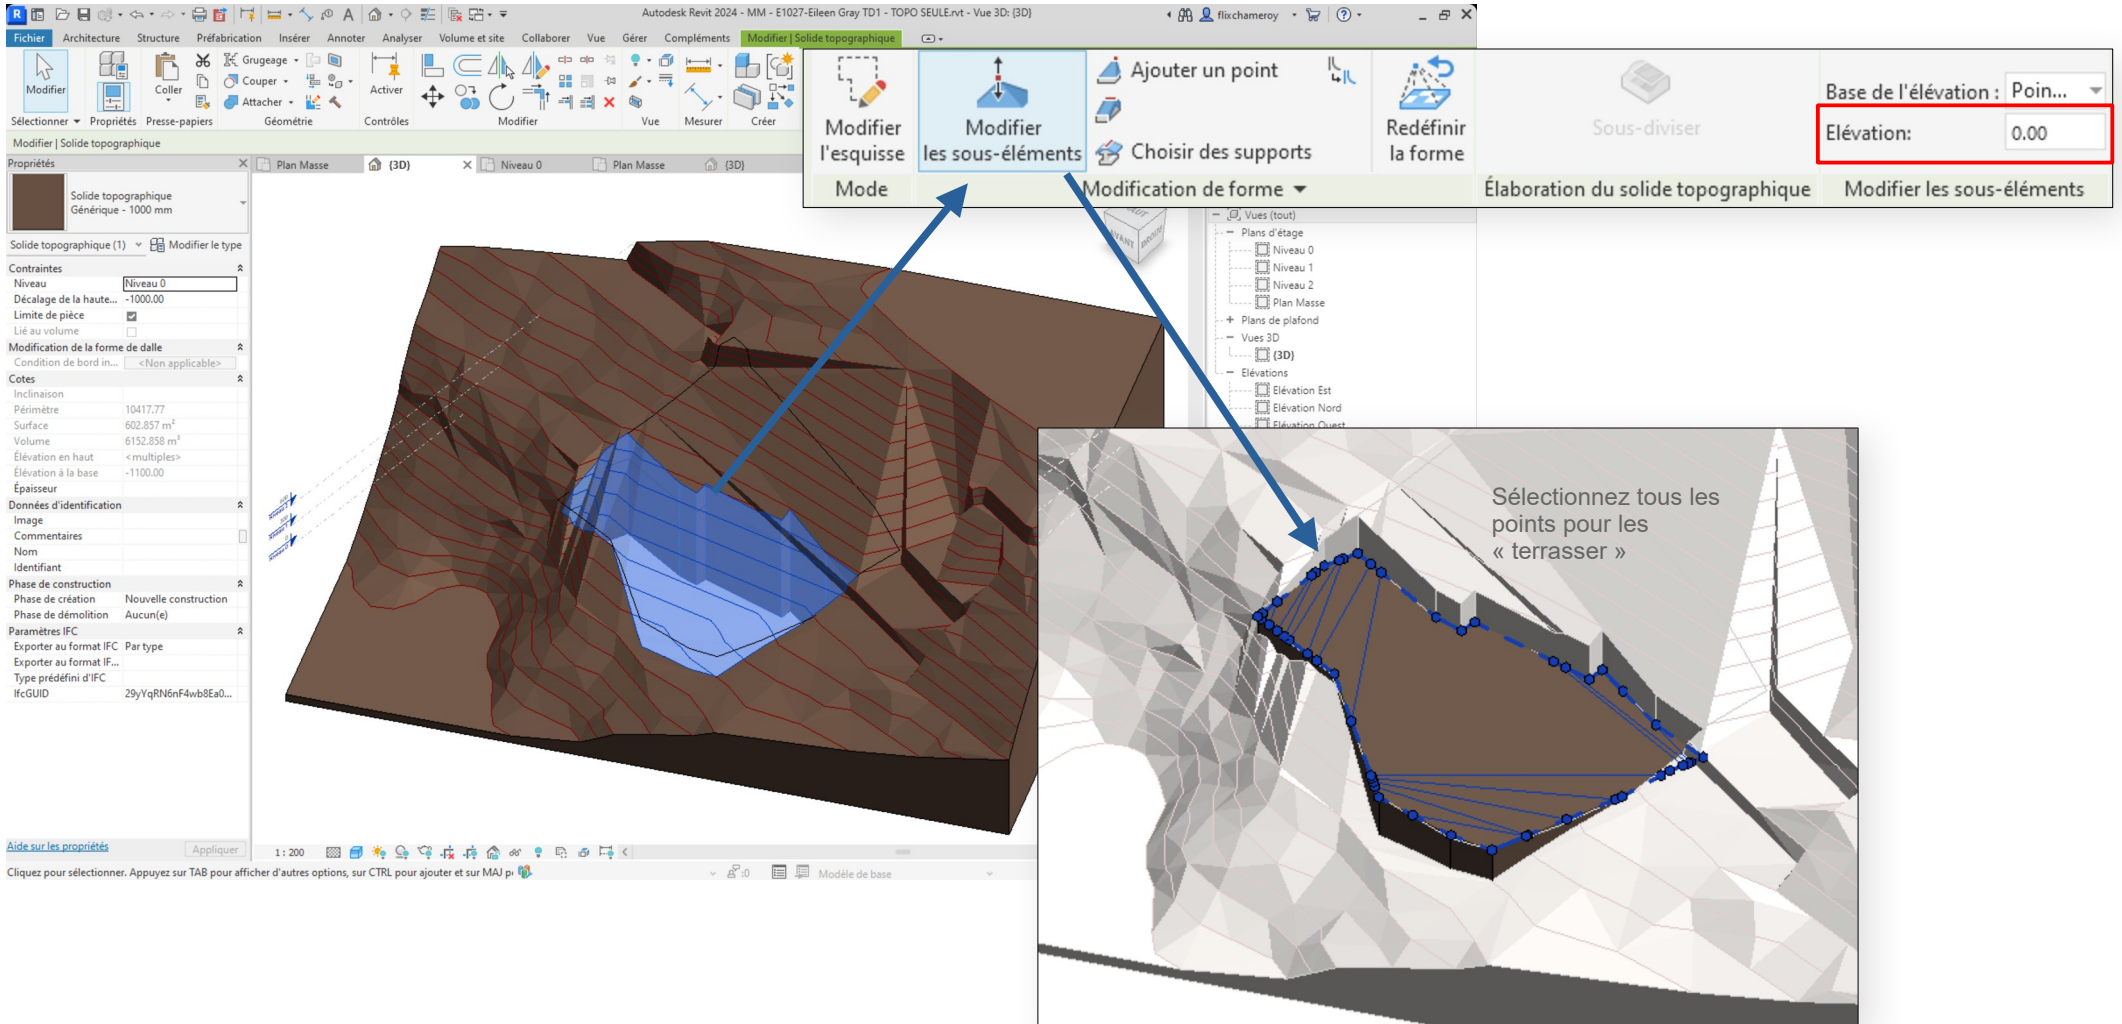 Autodesk Revit 2024 - MM - E1027-Eileen Gray TD1 - TOPO SEULE.rvt - Vue 3D: {3D}
flixchameroy
Fichier Architecture Structure Préfabrication Insérer Annoter Analyser Volume et site Collaborer Vue Gérer Compléments Modifier | Solide topographique
Modifier
Coller
Grugeage
Couper
Attacher
Activer
Sélectionner Propriétés Presse-papiers Géométrie Contrôles Modifier Vue Mesurer Créer
Modifier
l'esquisse
Modifier
les sous-éléments
Ajouter un point
Choisir des supports
Redéfinir
la forme
Sous-diviser
Base de l'élévation : Poin...
Elévation: 0.00
Mode Modification de forme Élaboration du solide topographique Modifier les sous-éléments
Modifier | Solide topographique
Propriétés
Plan Masse {3D} Niveau 0 Plan Masse {3D}
Solide topographique
Générique - 1000 mm
Solide topographique (1) Modifier le type
Contraintes
Niveau Niveau 0
Décalage de la haute... -1000.00
Limite de pièce
Lié au volume
Modification de la forme de dalle
Condition de bord in... <Non applicable>
Cotes
Inclinaison
Périmètre 10417.77
Surface 602.857 m²
Volume 6152.858 m³
Élévation en haut <multiples>
Élévation à la base -1100.00
Épaisseur
Données d'identification
Image
Commentaires
Nom
Identifiant
Phase de construction
Phase de création Nouvelle construction
Phase de démolition Aucun(e)
Paramètres IFC
Exporter au format IFC Par type
Exporter au format IF...
Type prédéfini d'IFC
IfcGUID 29yYqRN6nF4wb8Ea0...
Aide sur les propriétés Appliquer
AVANT
Vues (tout)
Plans d'étage
Niveau 0
Niveau 1
Niveau 2
Plan Masse
Plans de plafond
Vues 3D
{3D}
Elévations
Elévation Est
Elévation Nord
Elévation Ouest
Sélectionnez tous les
points pour les
« terrasser »
1 : 200
Cliquez pour sélectionner. Appuyez sur TAB pour afficher d'autres options, sur CTRL pour ajouter et sur MAJ p
:0 Modèle de base